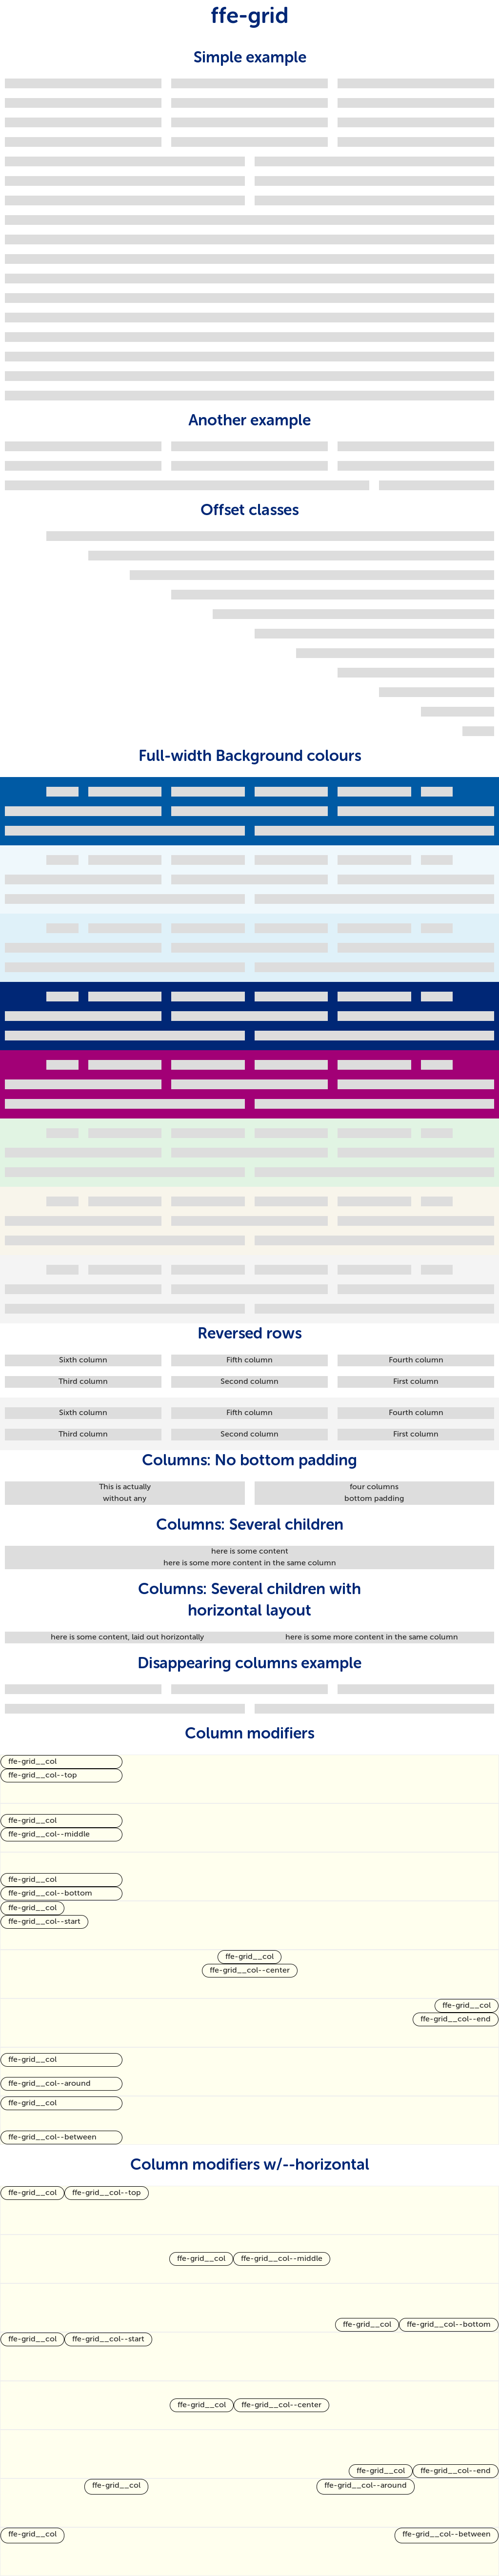 ffe-grid
Simple example
Another example
Offset classes
Full-width Background colours
Reversed rows
Sixth column Fifth column Fourth column
Third column Second column First column
Sixth column Fifth column Fourth column
Third column Second column First column
Columns: No bottom padding
This is actually four columns
without any bottom padding
Columns: Several children
here is some content
here is some more content in the same column
Columns: Several children with
horizontal layout
here is some content, laid out horizontally here is some more content in the same column
Disappearing columns example
Column modifiers
ffe-grid__col
ffe-grid__col--top
ffe-grid__col
ffe-grid__col--middle
ffe-grid__col
ffe-grid__col--bottom
ffe-grid__col
ffe-grid__col--start
ffe-grid__col
ffe-grid__col--center
ffe-grid__col
ffe-grid__col--end
ffe-grid__col
ffe-grid__col--around
ffe-grid__col
ffe-grid__col--between
Column modifiers w/--horizontal
ffe-grid__col ffe-grid__col--top
ffe-grid__col ffe-grid__col--middle
ffe-grid__col ffe-grid__col--bottom
ffe-grid__col ffe-grid__col--start
ffe-grid__col ffe-grid__col--center
ffe-grid__col ffe-grid__col--end
ffe-grid__col ffe-grid__col--around
ffe-grid__col ffe-grid__col--between